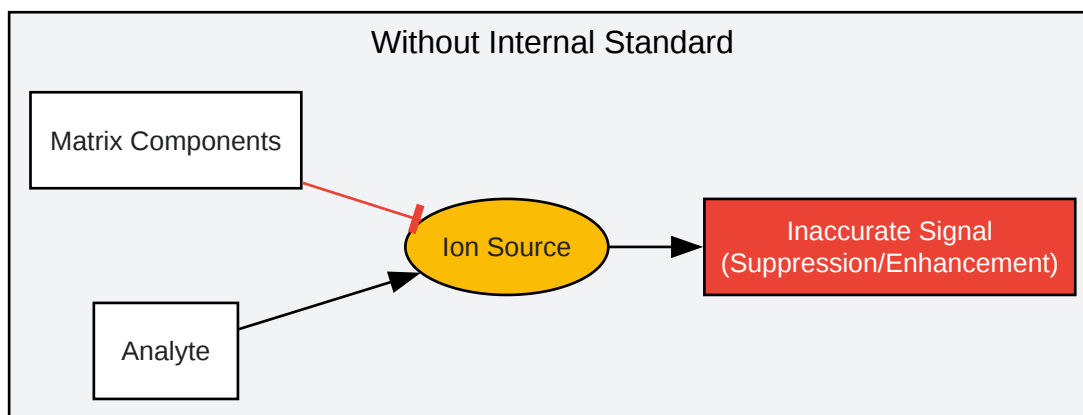 Without Internal Standard
Matrix Components
Ion Source
Inaccurate Signal
(Suppression/Enhancement)
Analyte